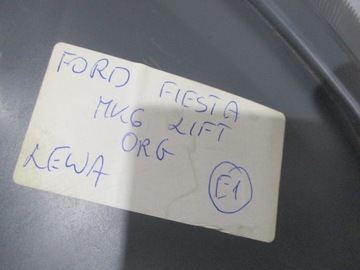 FORD FIESTA
MK6 LIFT
ORG
LEWA
E1